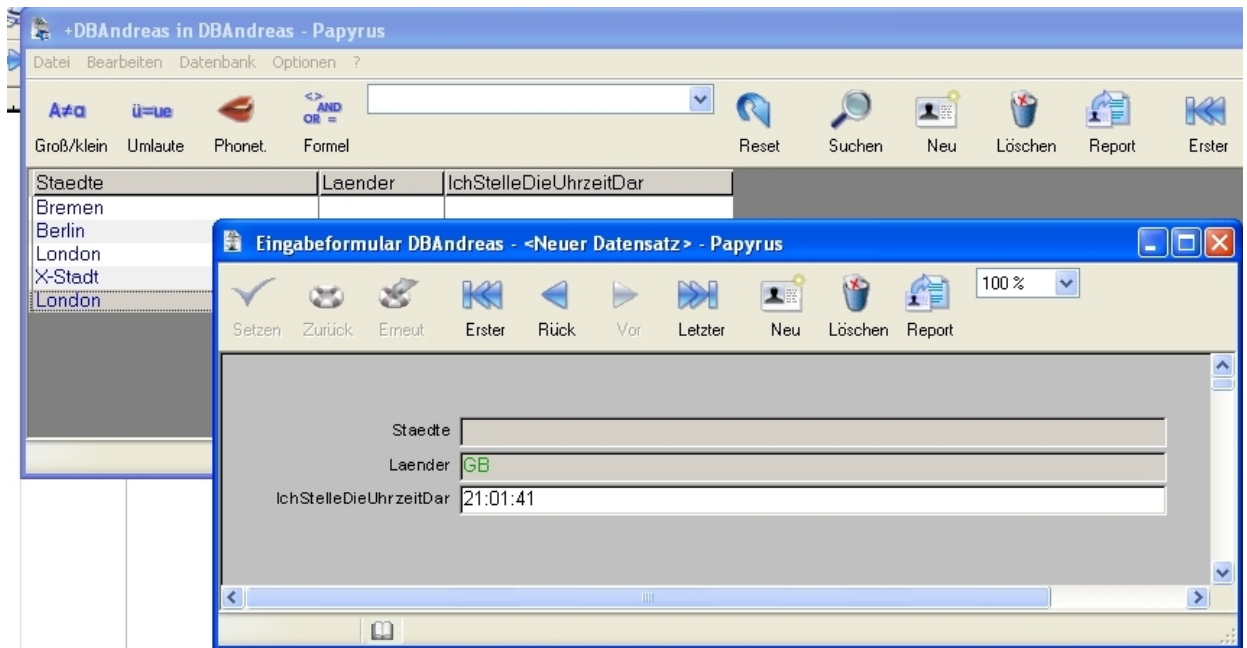 +DBAndreas in DBAndreas - Papyrus
Datei Bearbeiten Datenbank Optionen ?
A≠a ü=ue <> AND OR =
Groß/klein Umlaute Phonet. Formel Reset Suchen Neu Löschen Report Erster
Staedte Laender IchStelleDieUhrzeitDar
Bremen
Berlin
London
X-Stadt
London
Eingabeformular DBAndreas - <Neuer Datensatz> - Papyrus
100 %
Setzen Zurück Erneut Erster Rück Vor Letzter Neu Löschen Report
Staedte
Laender GB
IchStelleDieUhrzeitDar 21:01:41